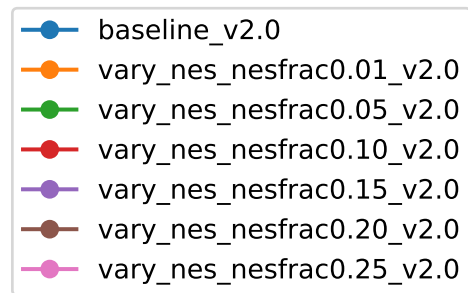 baseline_v2.0
vary_nes_nesfrac0.01_v2.0
vary_nes_nesfrac0.05_v2.0
vary_nes_nesfrac0.10_v2.0
vary_nes_nesfrac0.15_v2.0
vary_nes_nesfrac0.20_v2.0
vary_nes_nesfrac0.25_v2.0